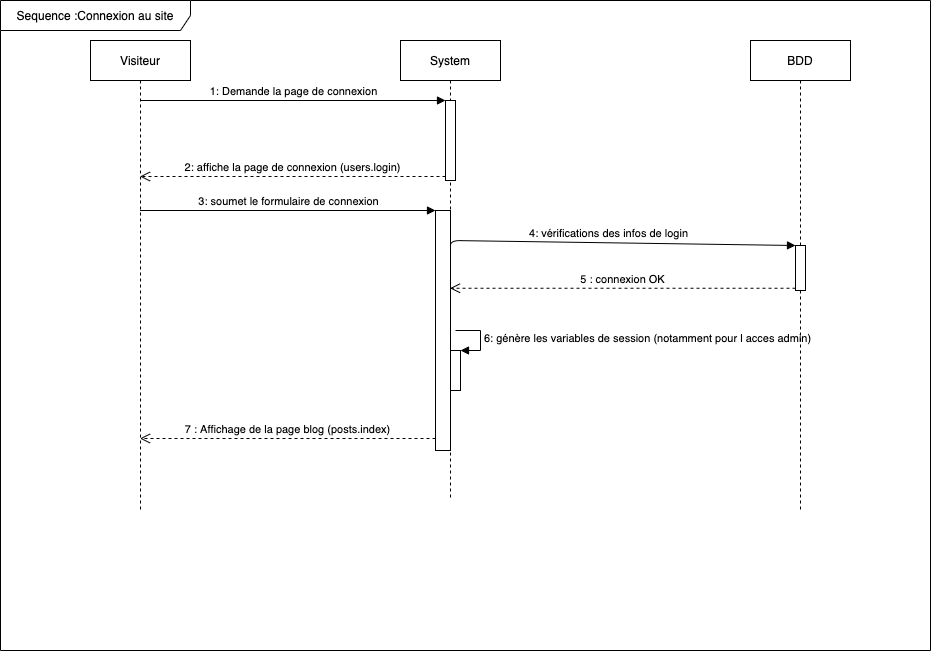 Sequence :Connexion au site
Visiteur
System
BDD
1: Demande la page de connexion
2: affiche la page de connexion (users.login)
3: soumet le formulaire de connexion
4: vérifications des infos de login
5 : connexion OK
6: génère les variables de session (notamment pour l acces admin)
7 : Affichage de la page blog (posts.index)